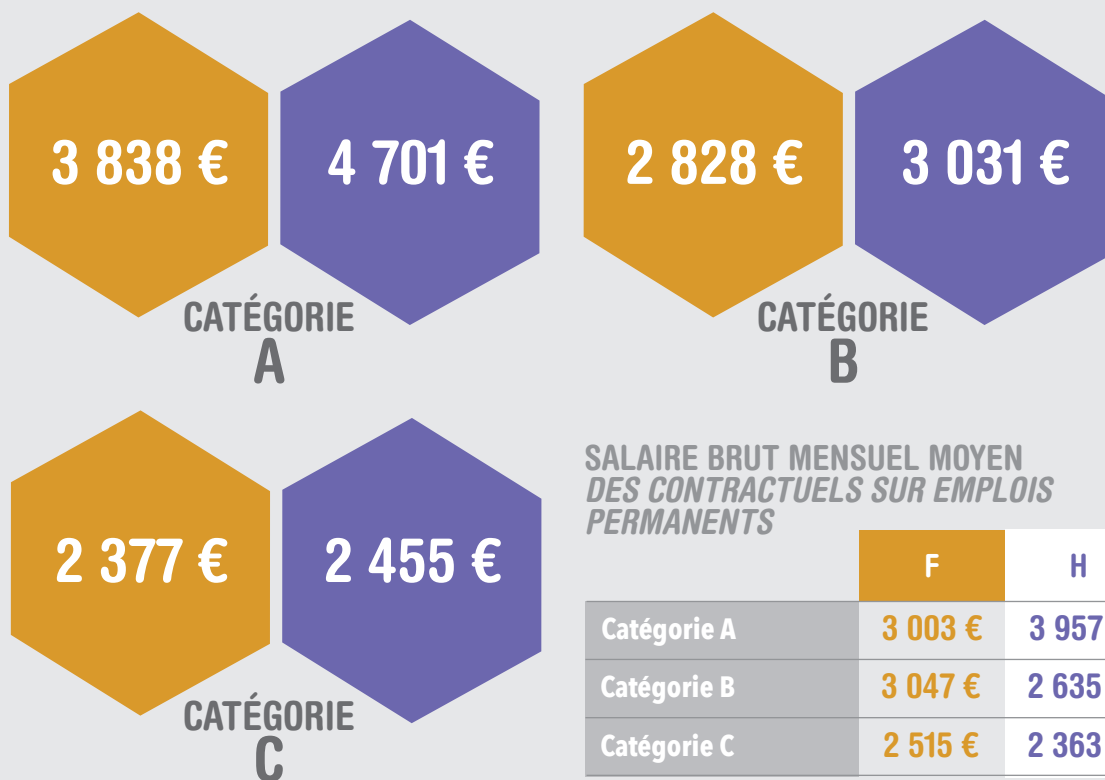 3 838 €
4 701 €
CATÉGORIE
A
2 828 €
3 031 €
CATÉGORIE
B
2 377 €
2 455 €
CATÉGORIE
C
SALAIRE BRUT MENSUEL MOYEN
DES CONTRACTUELS SUR EMPLOIS
PERMANENTS
F H
Catégorie A 3 003 € 3 957
Catégorie B 3 047 € 2 635
Catégorie C 2 515 € 2 363